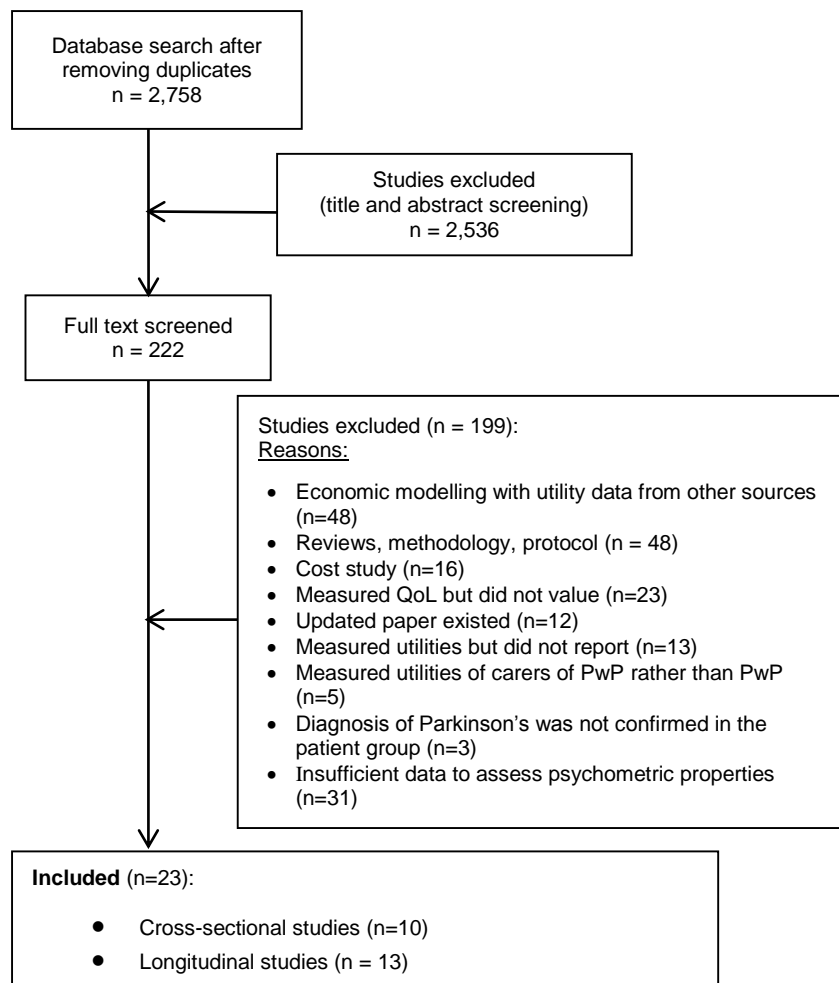 Database search after
removing duplicates
n = 2,758
Studies excluded
(title and abstract screening)
n = 2,536
Full text screened
n = 222
Studies excluded (n = 199):
Reasons:
• Economic modelling with utility data from other sources
(n=48)
• Reviews, methodology, protocol (n = 48)
• Cost study (n=16)
• Measured QoL but did not value (n=23)
• Updated paper existed (n=12)
• Measured utilities but did not report (n=13)
• Measured utilities of carers of PwP rather than PwP
(n=5)
• Diagnosis of Parkinson's was not confirmed in the
patient group (n=3)
• Insufficient data to assess psychometric properties
(n=31)
Included (n=23):
• Cross-sectional studies (n=10)
• Longitudinal studies (n = 13)